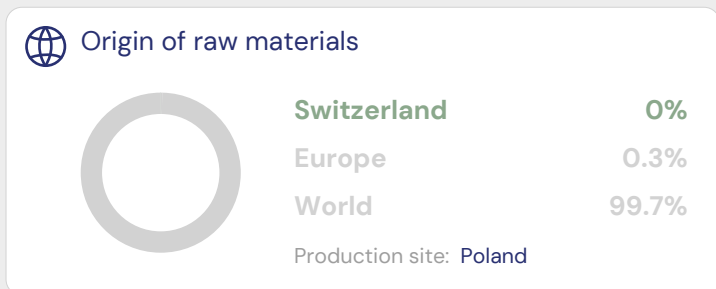 Origin of raw materials
Switzerland 0%
Europe 0.3%
World 99.7%
Production site: Poland